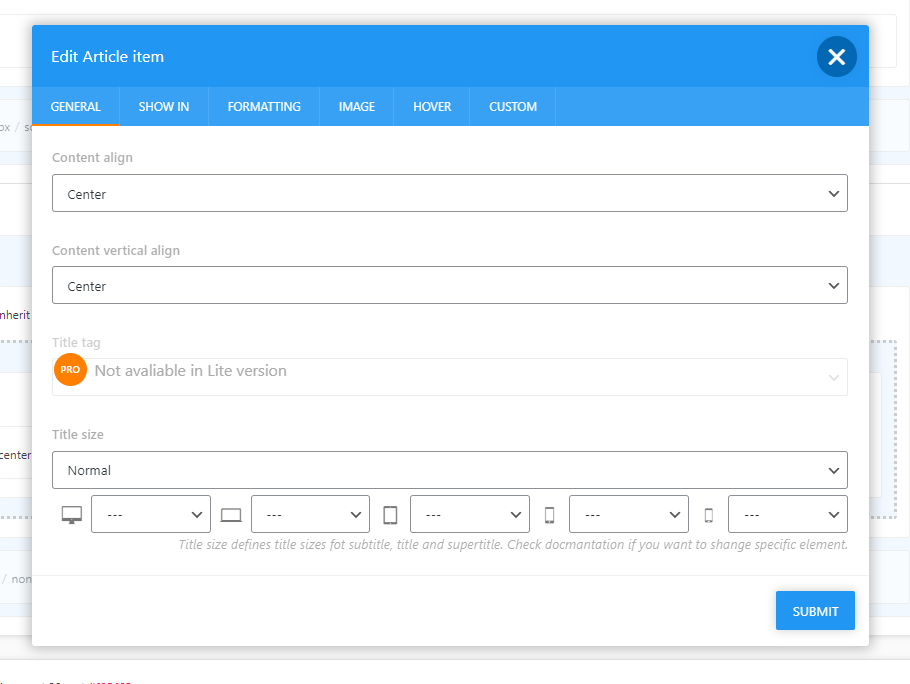 Edit Article item
GENERAL SHOW IN FORMATTING IMAGE HOVER CUSTOM
ox / so
Content align
Center
Content vertical align
Center
nherit
Title tag
PRO Not avaliable in Lite version
Title size
center
Normal
--- --- --- --- ---
Title size defines title sizes fot subtitle, title and supertitle. Check docmantation if you want to shange specific element.
/ non
SUBMIT